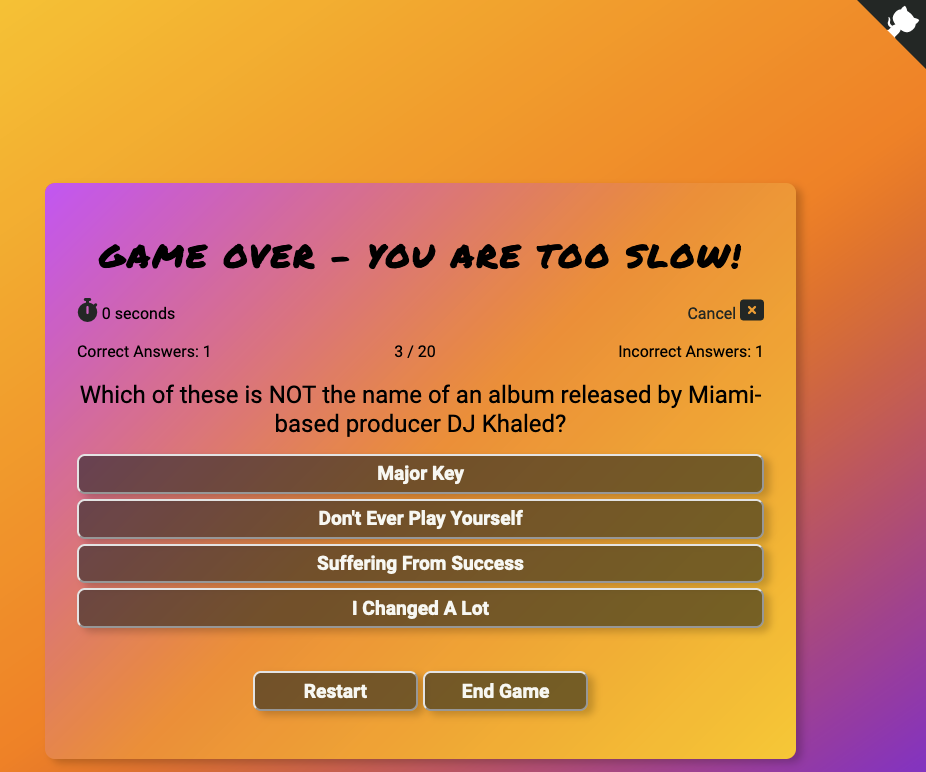 GAME OVER - YOU ARE TOO SLOW!
0 seconds Cancel
Correct Answers: 1 3 / 20 Incorrect Answers: 1
Which of these is NOT the name of an album released by Miami-
based producer DJ Khaled?
Major Key
Don't Ever Play Yourself
Suffering From Success
I Changed A Lot
Restart End Game